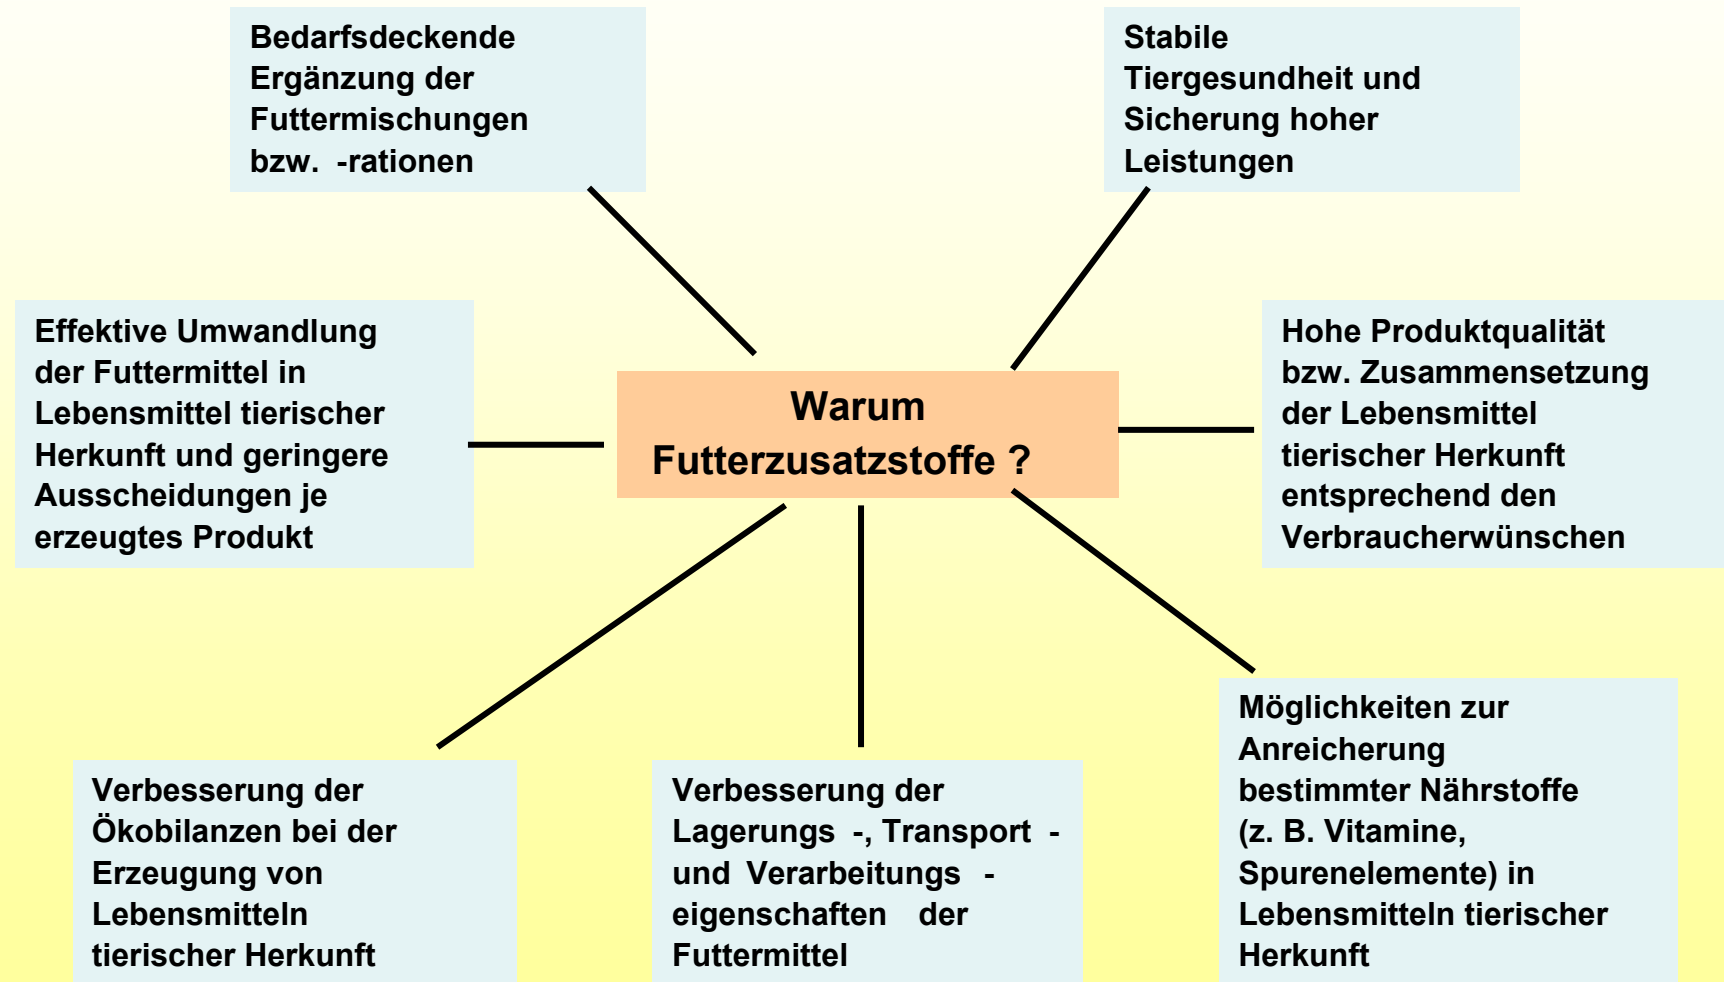 Bedarfsdeckende
Ergänzung der
Futtermischungen
bzw. -rationen
Stabile
Tiergesundheit und
Sicherung hoher
Leistungen
Effektive Umwandlung
der Futtermittel in
Lebensmittel tierischer
Herkunft und geringere
Ausscheidungen je
erzeugtes Produkt
Warum
Futterzusatzstoffe ?
Hohe Produktqualität
bzw. Zusammensetzung
der Lebensmittel
tierischer Herkunft
entsprechend den
Verbraucherwünschen
Verbesserung der
Ökobilanzen bei der
Erzeugung von
Lebensmitteln
tierischer Herkunft
Verbesserung der
Lagerungs -, Transport -
und Verarbeitungs -
eigenschaften der
Futtermittel
Möglichkeiten zur
Anreicherung
bestimmter Nährstoffe
(z. B. Vitamine,
Spurenelemente) in
Lebensmitteln tierischer
Herkunft